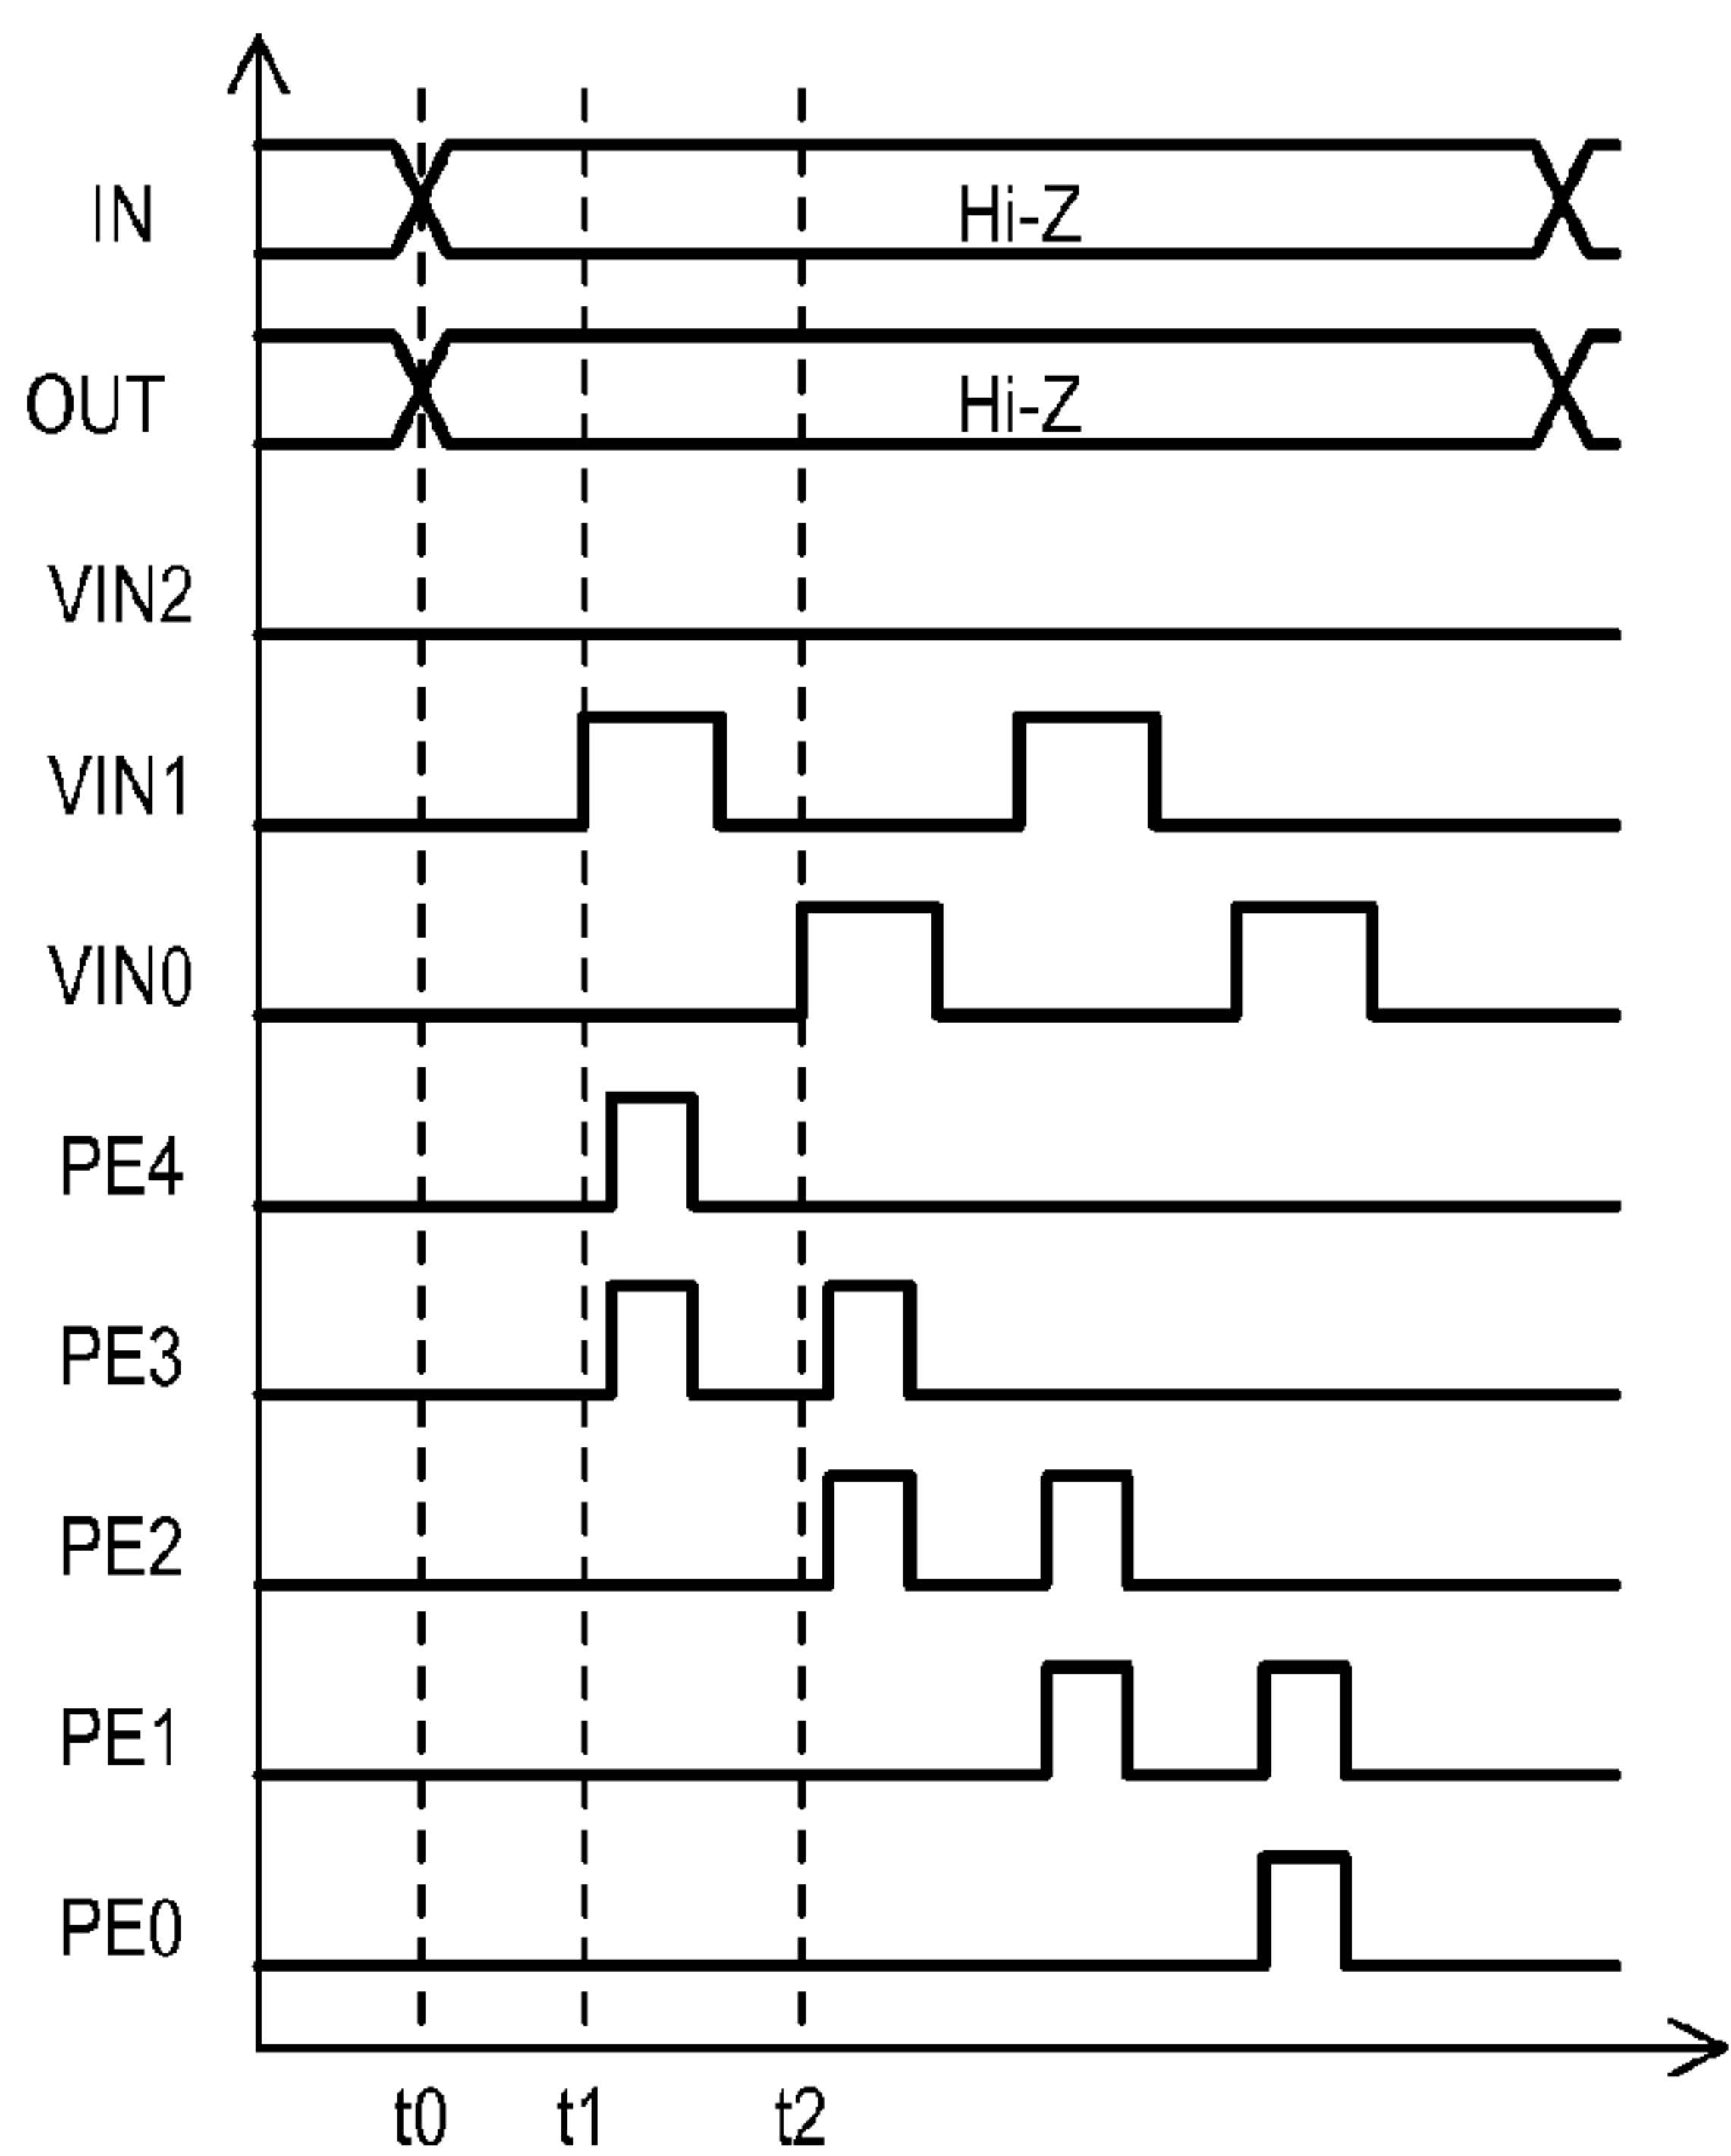 IN Hi-Z
OUT Hi-Z
VIN2
VIN1
VIN0
PE4
PE3
PE2
PE1
PE0
t0 t1 t2